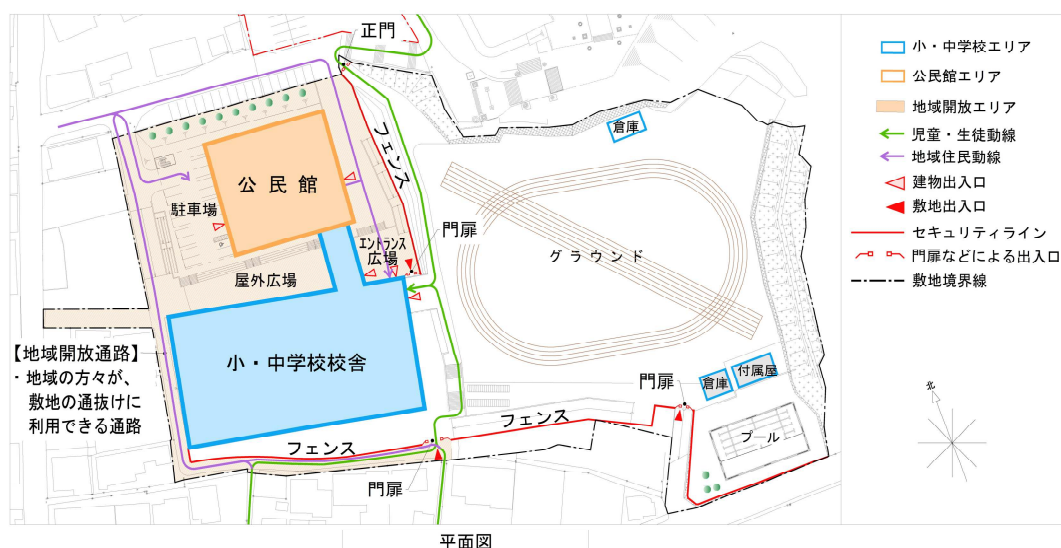 正門
フェンス
倉庫
公民館
駐車場
門扉
エントランス
広場
グラウンド
屋外広場
【地域開放通路】
・地域の方々が、
敷地の通抜けに
利用できる通路
小・中学校校舎
門扉
倉庫
付属屋
フェンス
プール
フェンス
門扉
北
小・中学校エリア
公民館エリア
地域開放エリア
児童・生徒動線
地域住民動線
建物出入口
敷地出入口
セキュリティライン
門扉などによる出入口
敷地境界線
平面図